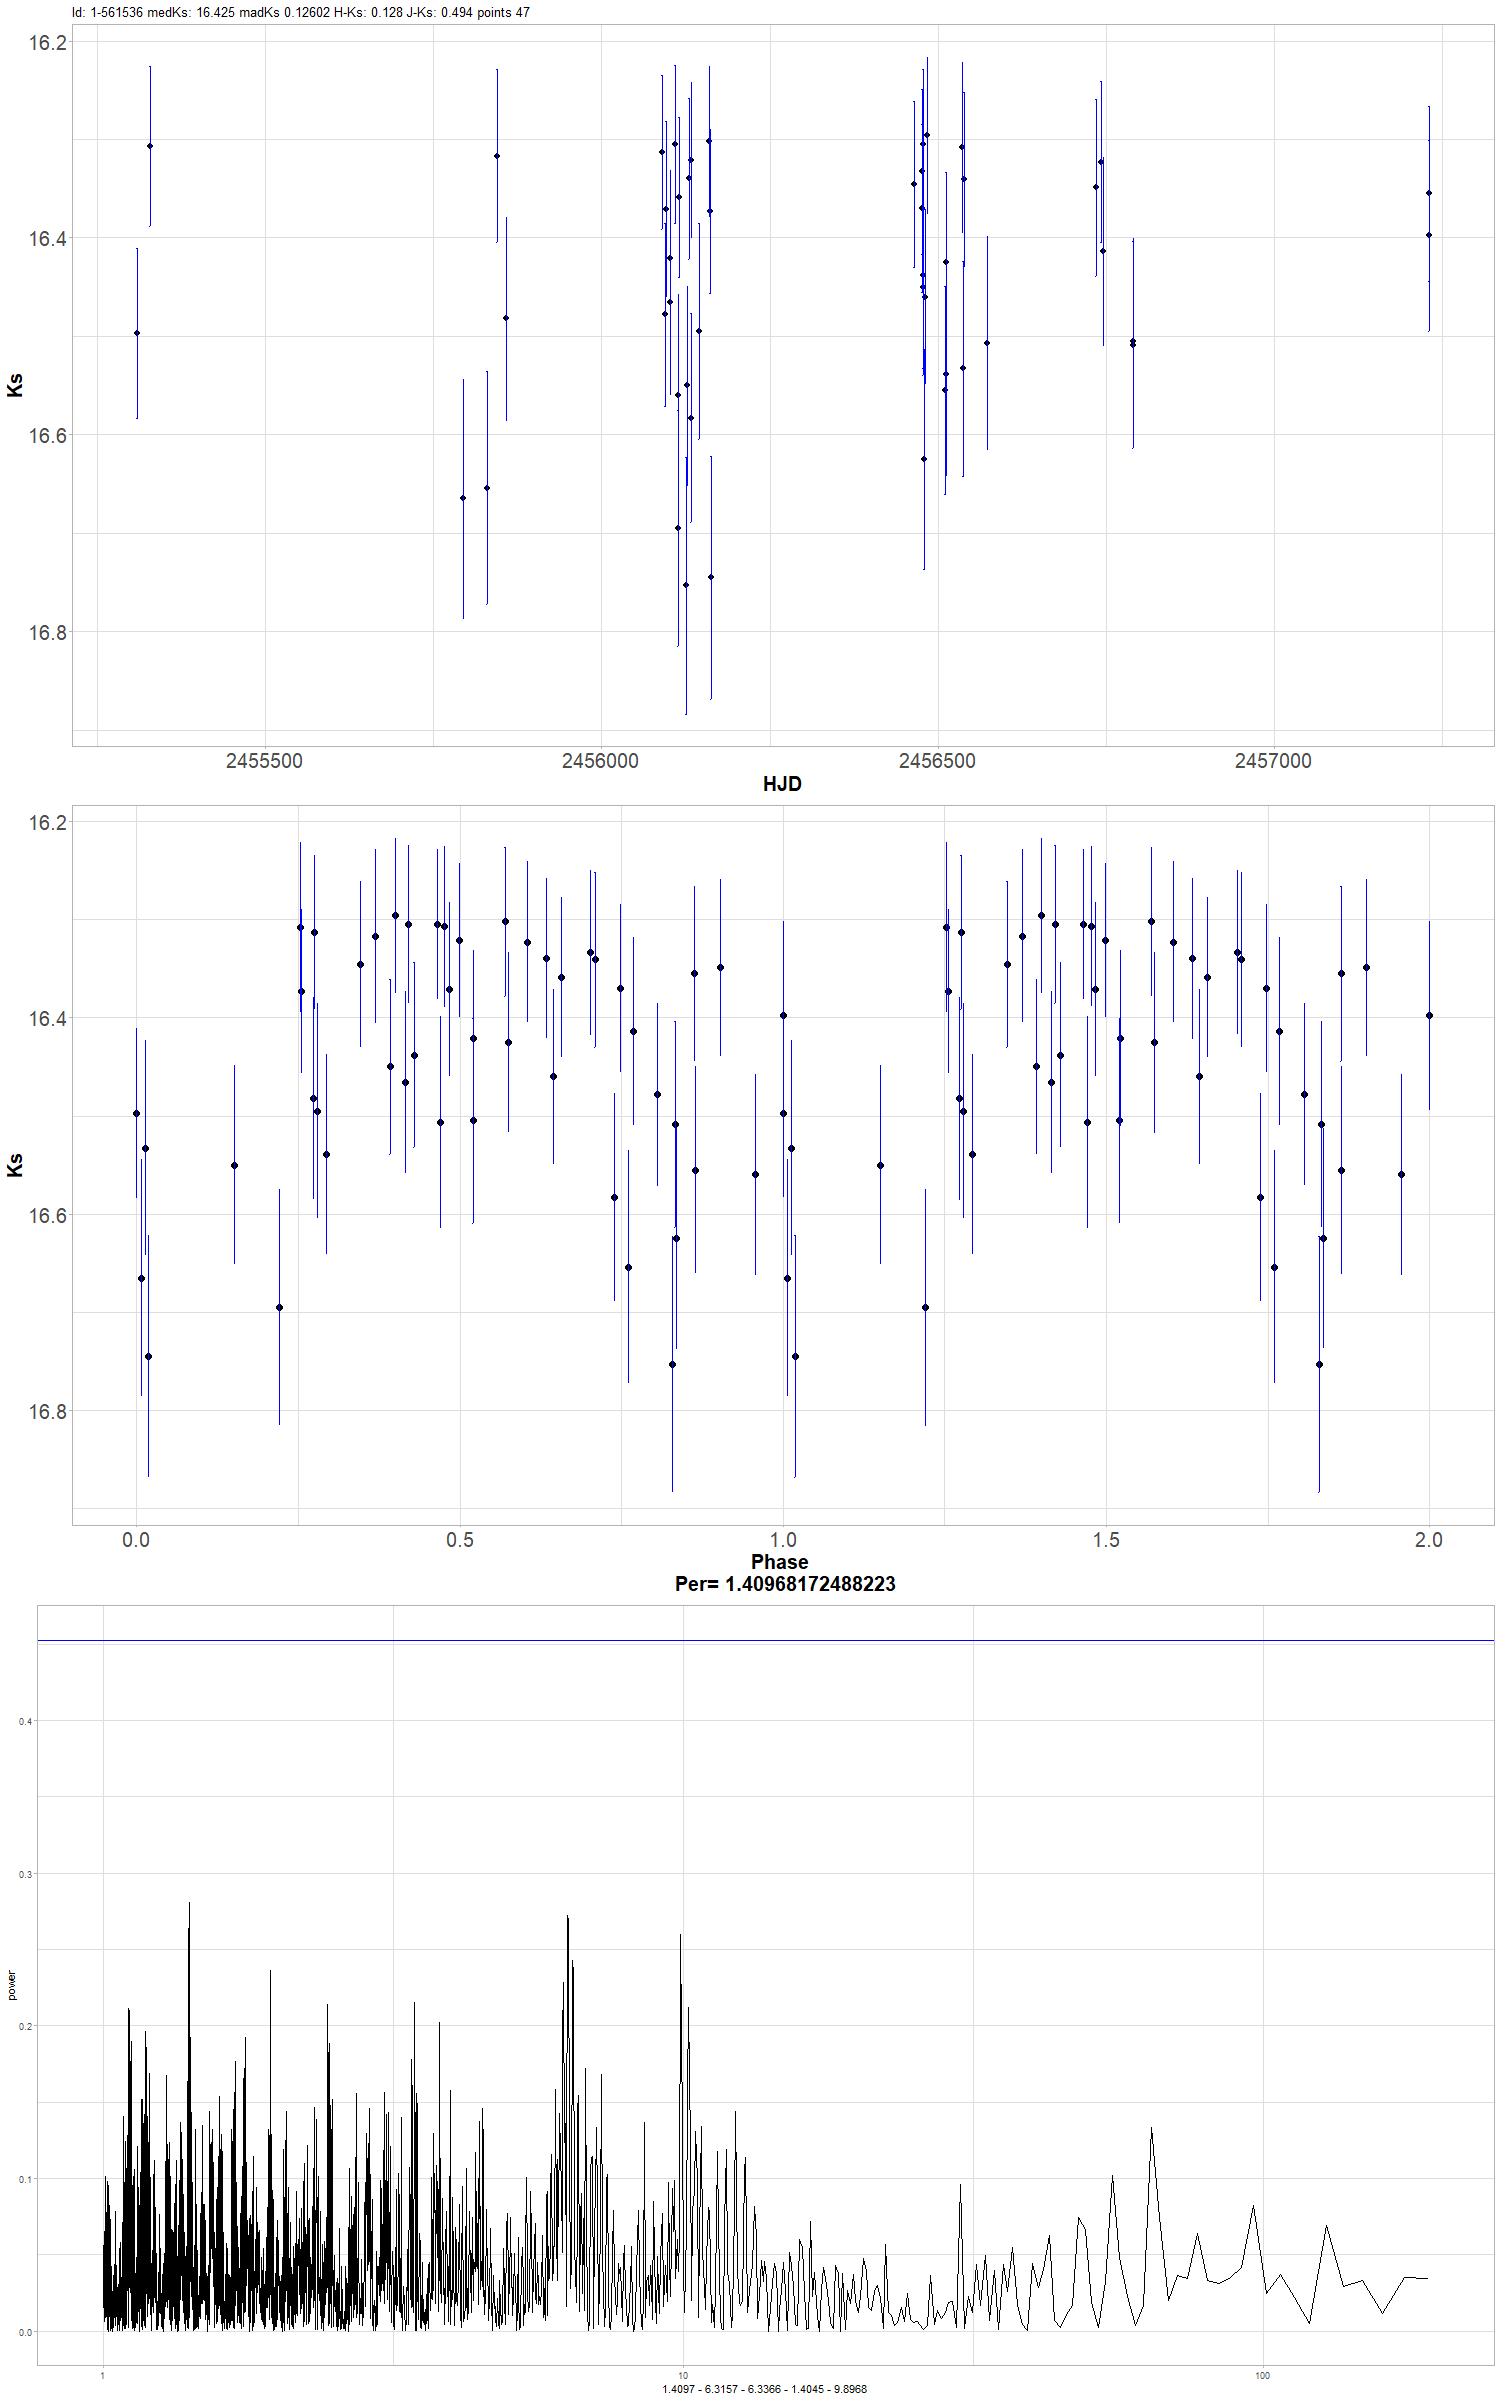 Id: 1-561536 medKs: 16.425 madKs 0.12602 H-Ks: 0.128 J-Ks: 0.494 points 47
16.2
16.4
16.6
16.8
Ks
2455500 2456000 2456500 2457000
HJD
16.2
16.4
16.6
16.8
Ks
0.0 0.5 1.0 1.5 2.0
Phase
Per= 1.40968172488223
0.4
0.3
0.2
0.1
0.0
power
1 10 100
1.4097 - 6.3157 - 6.3366 - 1.4045 - 9.8968